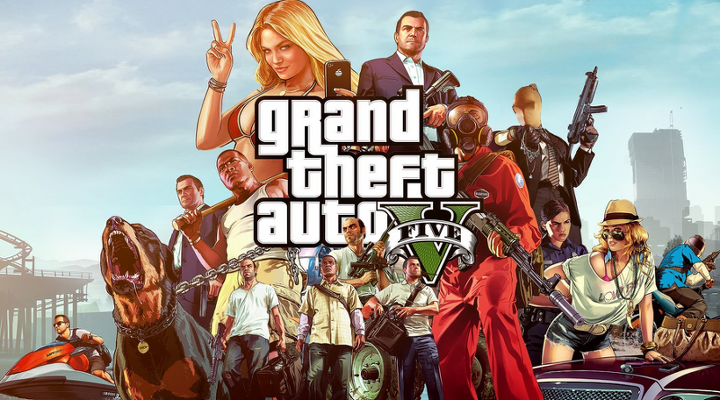 grand
theft
auto
V
FIVE